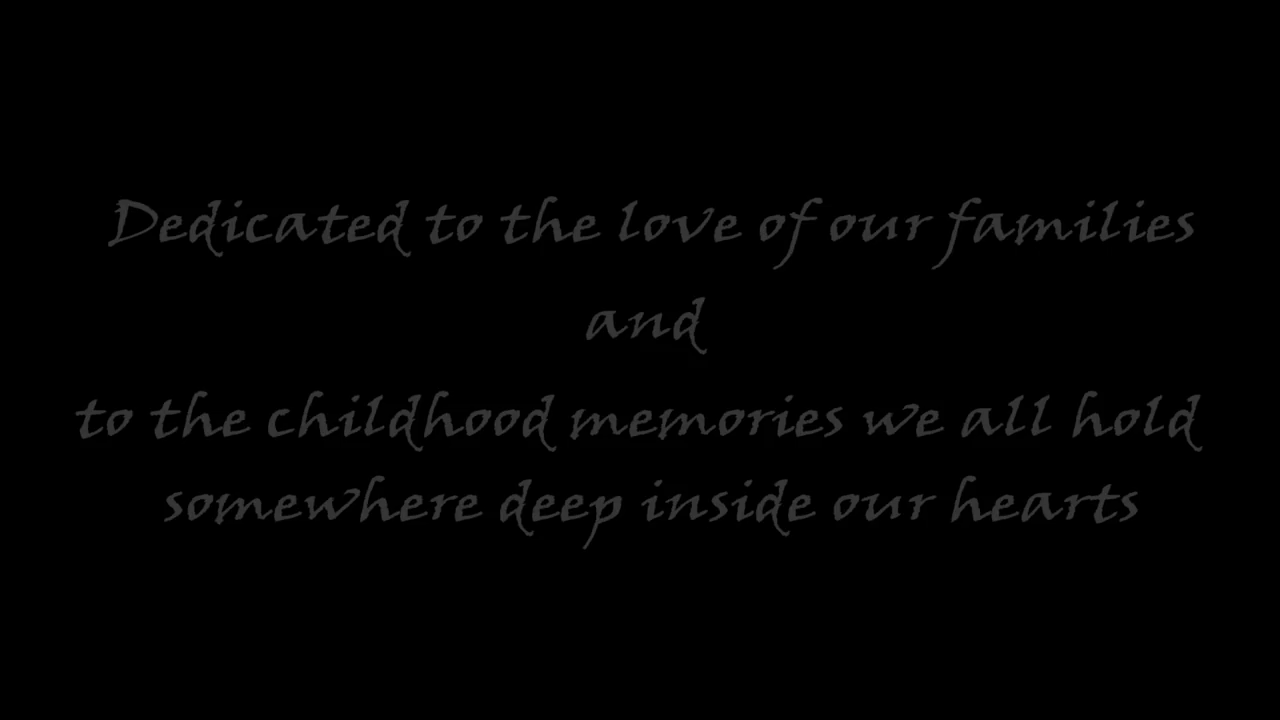 Dedicated to the love of our families
and
to the childhood memories we all hold
somewhere deep inside our hearts